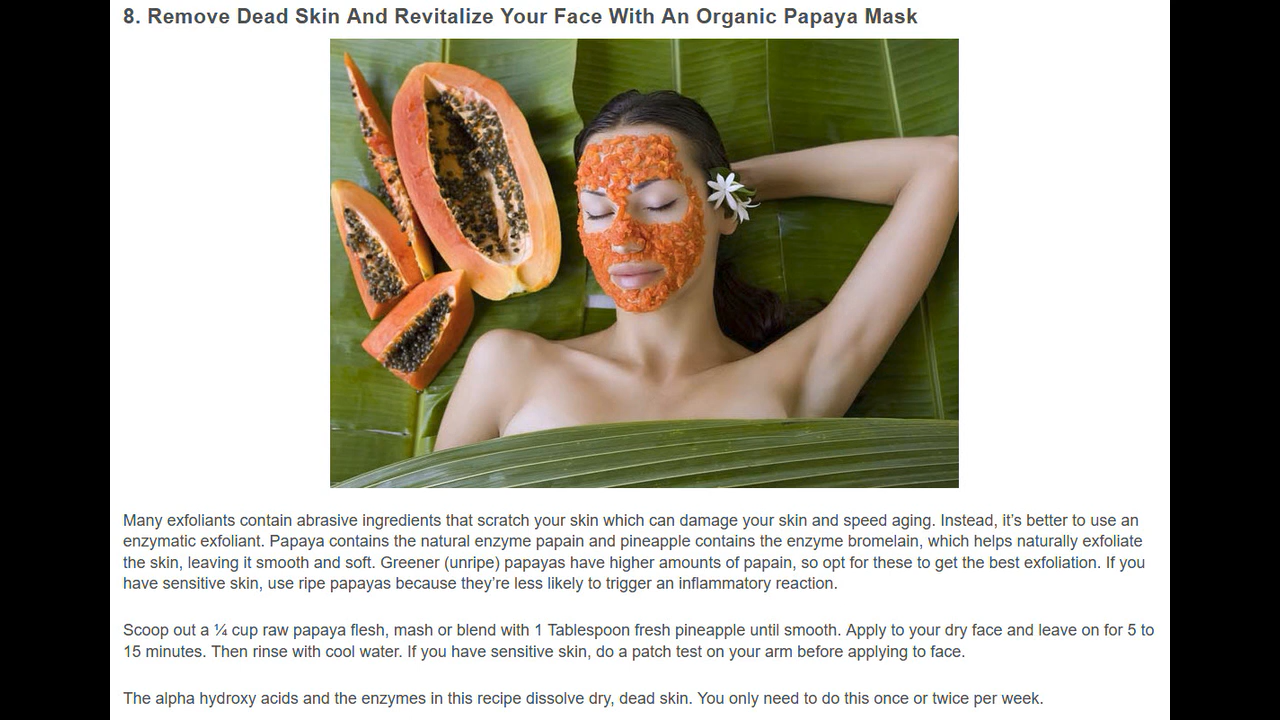 8. Remove Dead Skin And Revitalize Your Face With An Organic Papaya Mask
Many exfoliants contain abrasive ingredients that scratch your skin which can damage your skin and speed aging. Instead, it's better to use an
enzymatic exfoliant. Papaya contains the natural enzyme papain and pineapple contains the enzyme bromelain, which helps naturally exfoliate
the skin, leaving it smooth and soft. Greener (unripe) papayas have higher amounts of papain, so opt for these to get the best exfoliation. If you
have sensitive skin, use ripe papayas because they're less likely to trigger an inflammatory reaction.
Scoop out a ¼ cup raw papaya flesh, mash or blend with 1 Tablespoon fresh pineapple until smooth. Apply to your dry face and leave on for 5 to
15 minutes. Then rinse with cool water. If you have sensitive skin, do a patch test on your arm before applying to face.
The alpha hydroxy acids and the enzymes in this recipe dissolve dry, dead skin. You only need to do this once or twice per week.